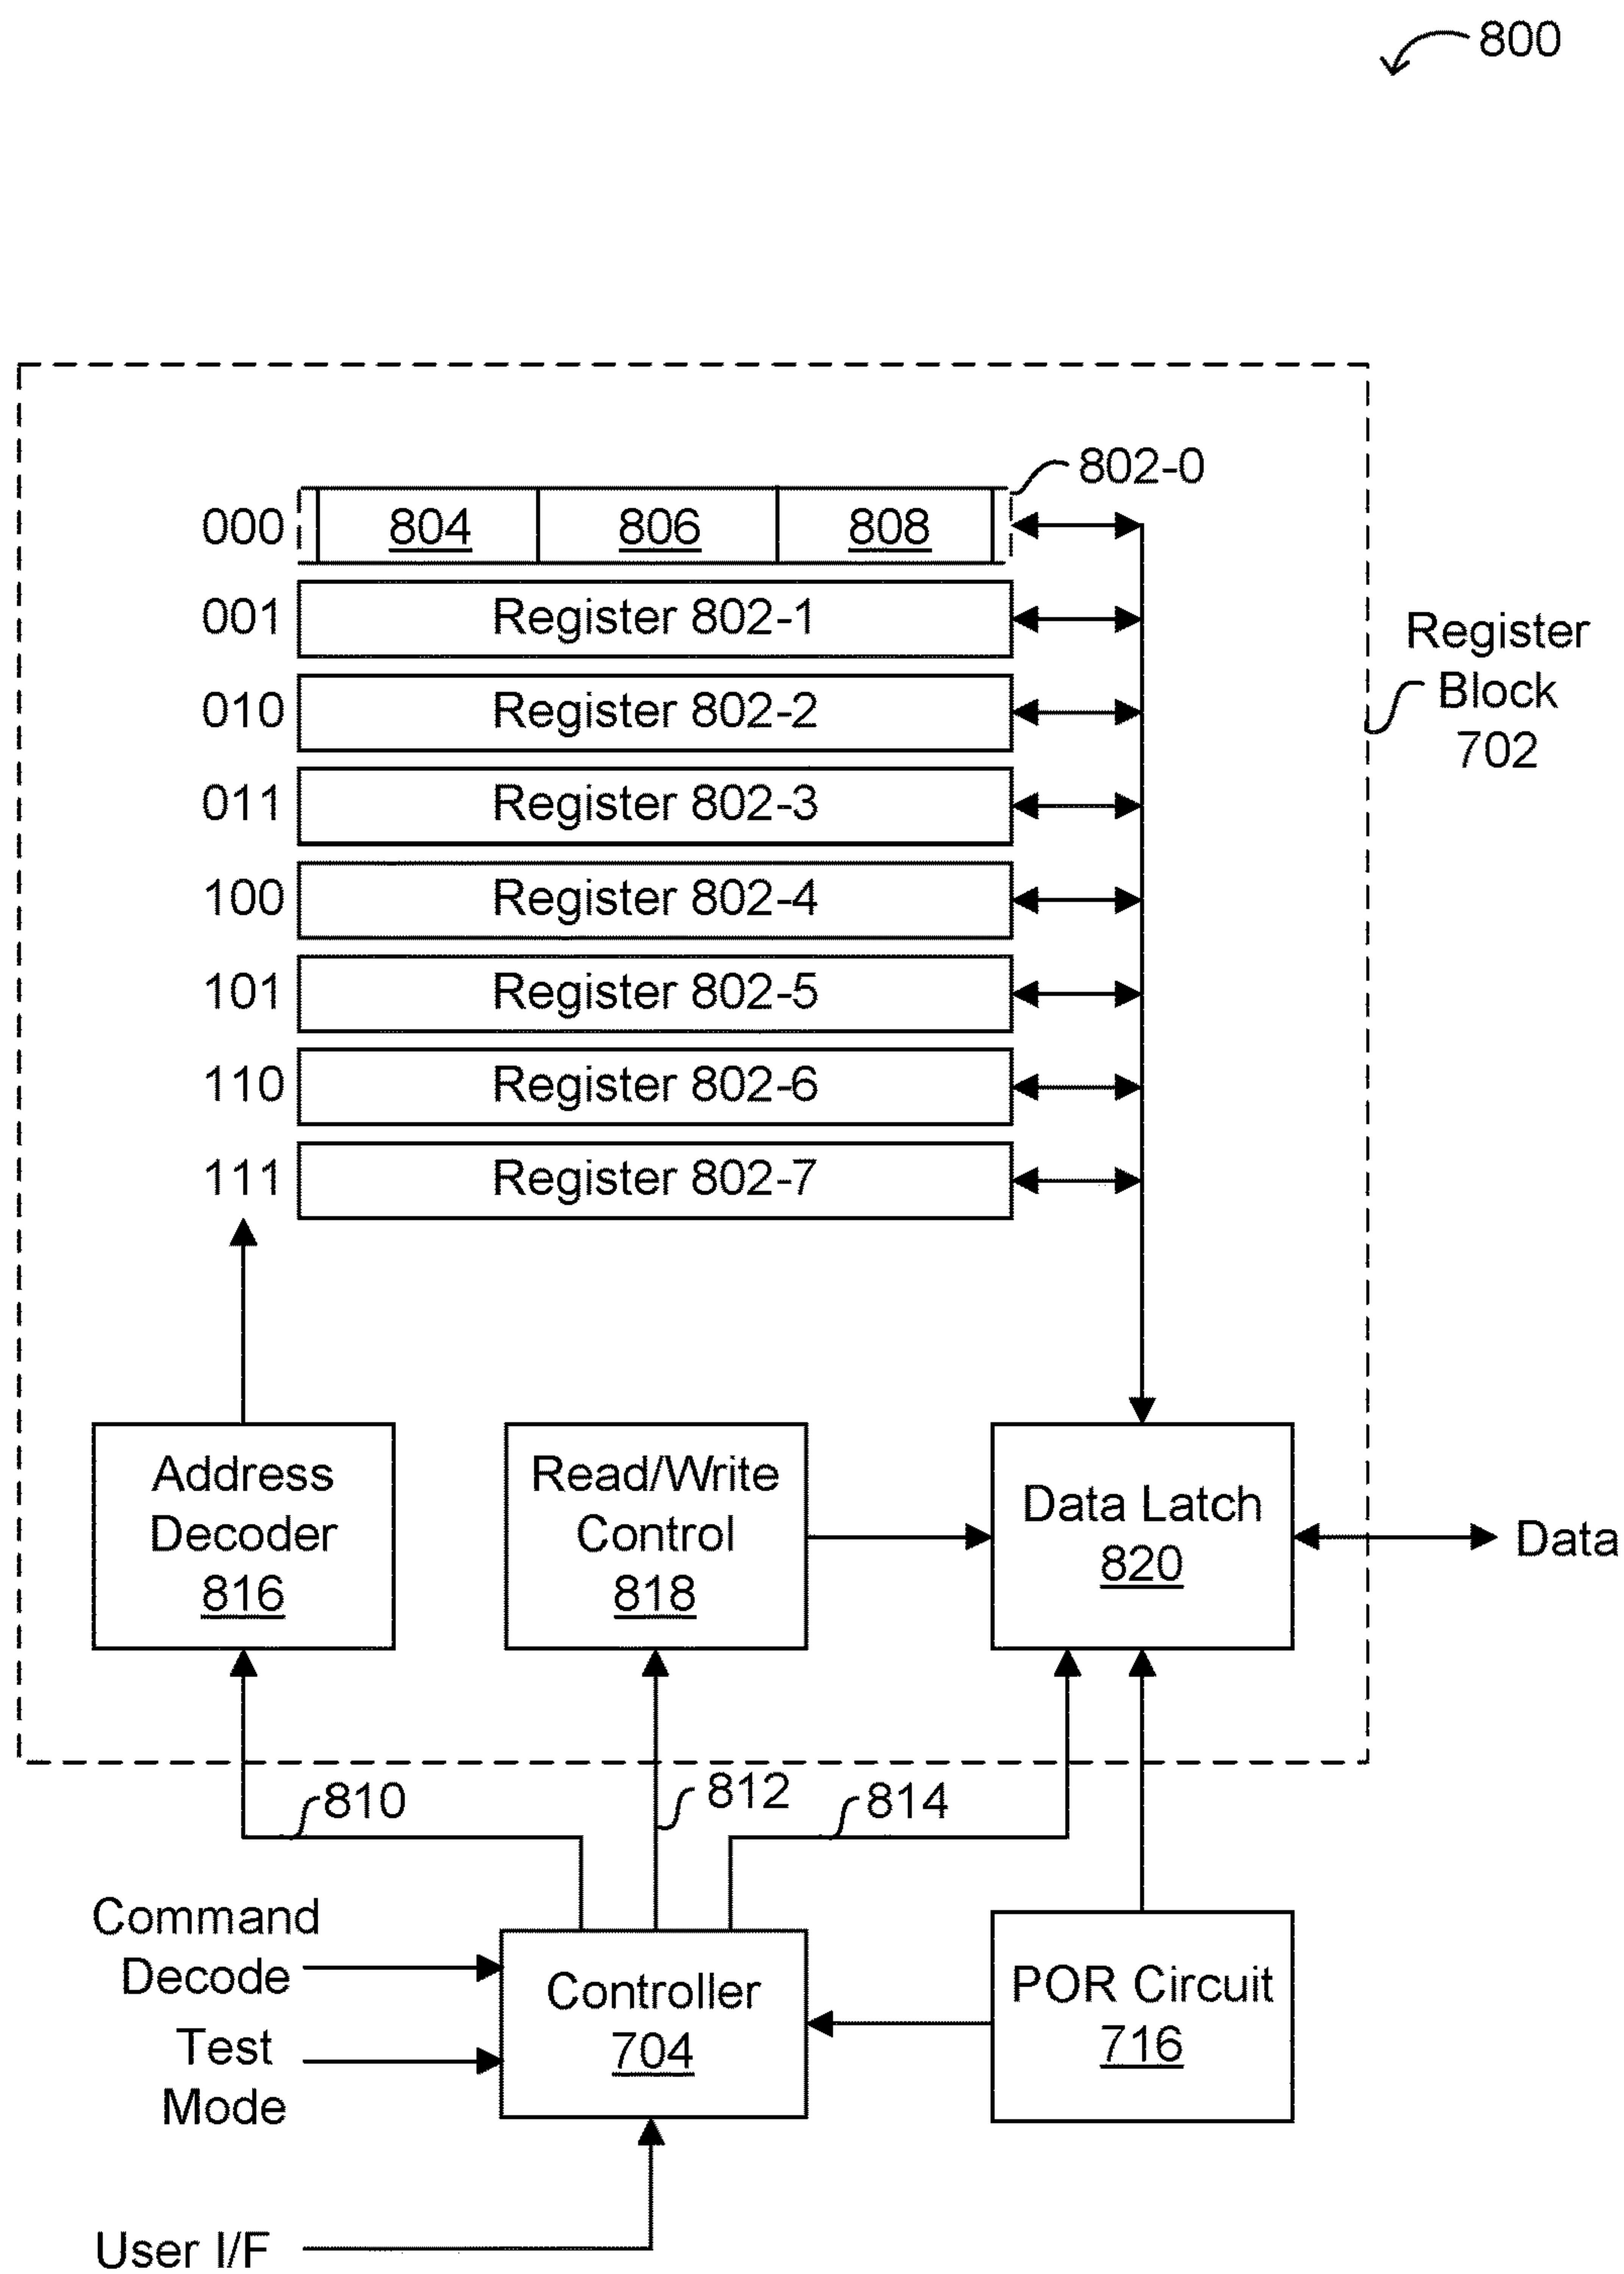 800
802-0
000 804 806 808
001 Register 802-1
010 Register 802-2
011 Register 802-3
100 Register 802-4
101 Register 802-5
110 Register 802-6
111 Register 802-7
Register
Block
702
Address
Decoder
816
Read/Write
Control
818
Data Latch
820
Data
810
812
814
Command
Decode
Test
Mode
Controller
704
POR Circuit
716
User I/F